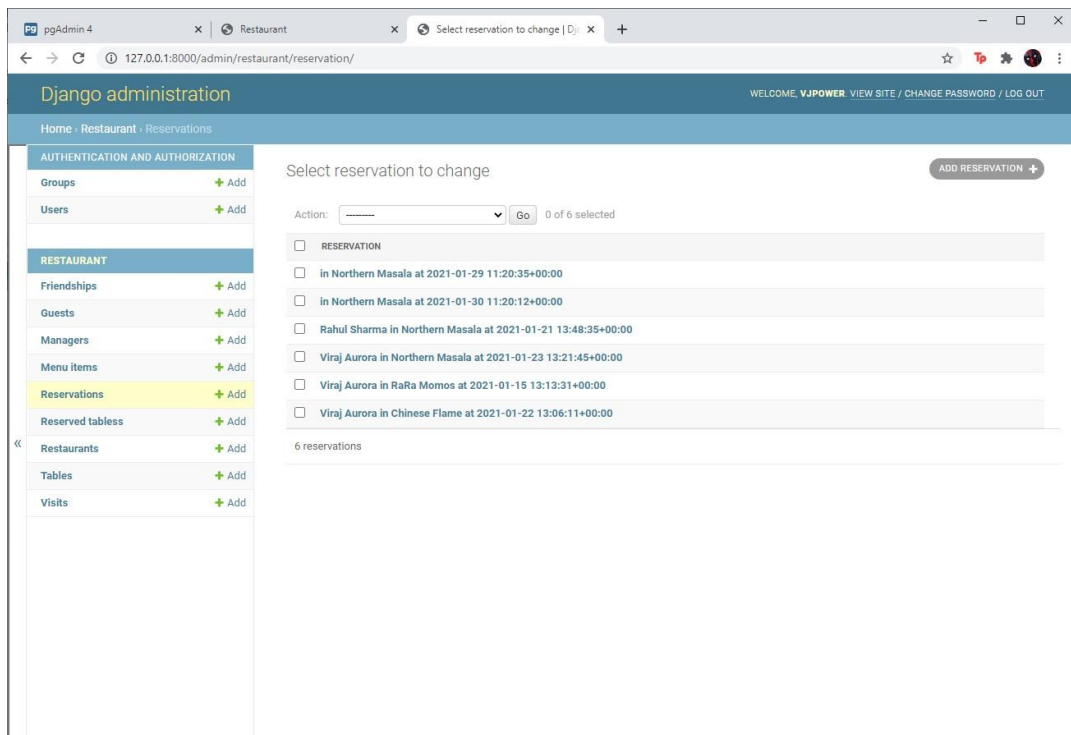 pgAdmin 4
Restaurant
Select reservation to change | Dj
127.0.0.1:8000/admin/restaurant/reservation/
Django administration
WELCOME, VJPOWER. VIEW SITE / CHANGE PASSWORD / LOG OUT
Home › Restaurant › Reservations
AUTHENTICATION AND AUTHORIZATION
Groups + Add
Users + Add
RESTAURANT
Friendships + Add
Guests + Add
Managers + Add
Menu items + Add
Reservations + Add
Reserved tabless + Add
« Restaurants + Add
Tables + Add
Visits + Add
Select reservation to change
ADD RESERVATION +
Action: --------- Go 0 of 6 selected
RESERVATION
in Northern Masala at 2021-01-29 11:20:35+00:00
in Northern Masala at 2021-01-30 11:20:12+00:00
Rahul Sharma in Northern Masala at 2021-01-21 13:48:35+00:00
Viraj Aurora in Northern Masala at 2021-01-23 13:21:45+00:00
Viraj Aurora in RaRa Momos at 2021-01-15 13:13:31+00:00
Viraj Aurora in Chinese Flame at 2021-01-22 13:06:11+00:00
6 reservations